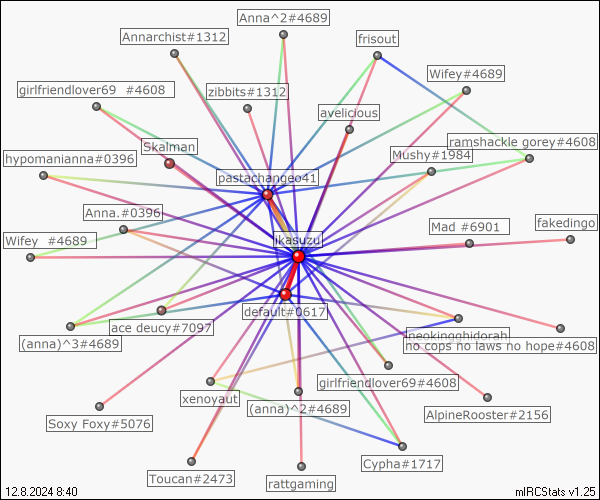 Anna^2#4689
Annarchist#1312
frisout
Wifey#4689
girlfriendlover69 #4608
zibbits#1312
avelicious
ramshackle gorey#4608
Skalman
Mushy#1984
hypomanianna#0396
pastachangeo41
Anna.#0396
Mad #6901
fakedingo
Wifey #4689
ikasuzu
default#0617
ace deucy#7097
neokingghidorah
(anna)^3#4689
no cops no laws no hope#4608
girlfriendlover69#4608
xenoyaut
(anna)^2#4689
AlpineRooster#2156
Soxy Foxy#5076
Cypha#1717
Toucan#2473
rattgaming
12.8.2024 8:40
mIRCStats v1.25